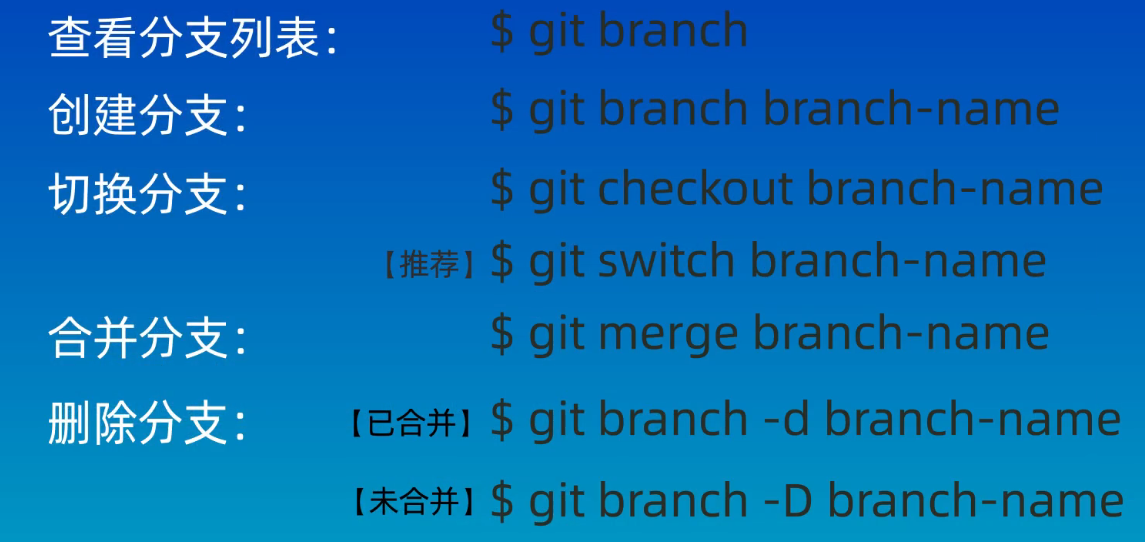 查看分支列表： $ git branch
创建分支： $ git branch branch-name
切换分支： $ git checkout branch-name
【推荐】 $ git switch branch-name
合并分支： $ git merge branch-name
删除分支： 【已合并】 $ git branch -d branch-name
【未合并】 $ git branch -D branch-name